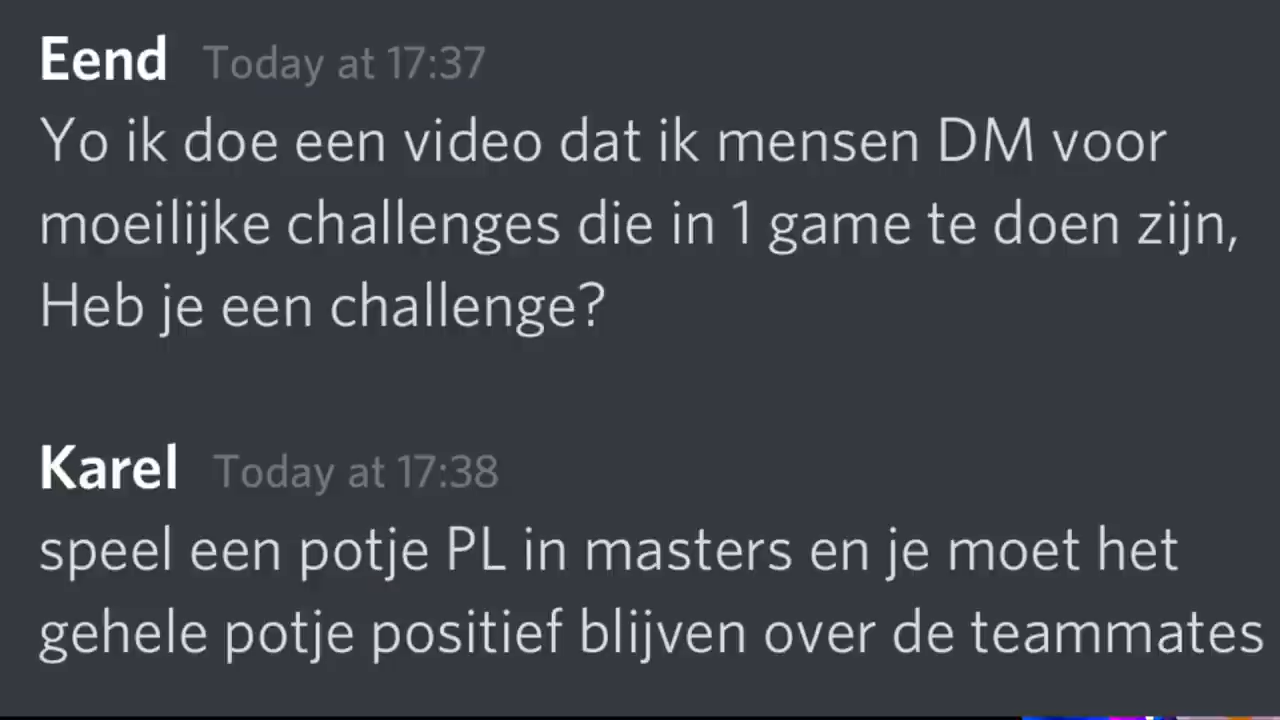 Eend Today at 17:37
Yo ik doe een video dat ik mensen DM voor
moeilijke challenges die in 1 game te doen zijn,
Heb je een challenge?
Karel Today at 17:38
speel een potje PL in masters en je moet het
gehele potje positief blijven over de teammates